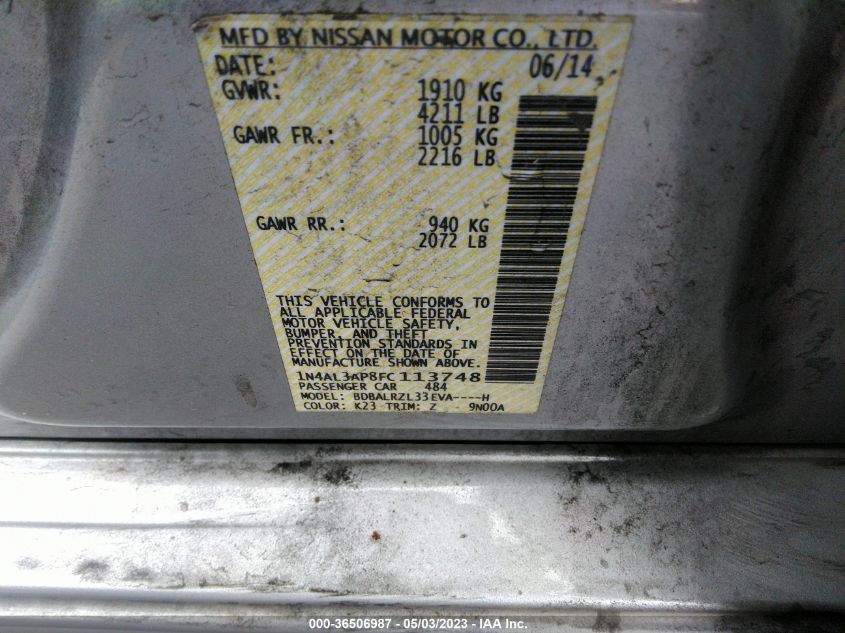 MFD BY NISSAN MOTOR CO., LTD.
DATE: 06/14
GVWR: 1910 KG
4211 LB
GAWR FR.: 1005 KG
2216 LB
GAWR RR.: 940 KG
2072 LB
THIS VEHICLE CONFORMS TO
ALL APPLICABLE FEDERAL
MOTOR VEHICLE SAFETY,
BUMPER, AND THEFT
PREVENTION STANDARDS IN
EFFECT ON THE DATE OF
MANUFACTURE SHOWN ABOVE.
1N4AL3AP8FC113748
PASSENGER CAR 484
MODEL: BDBALRZL33EVA----H
COLOR: K23 TRIM: Z - 9N00A
000-36506987 - 05/03/2023 - IAA Inc.